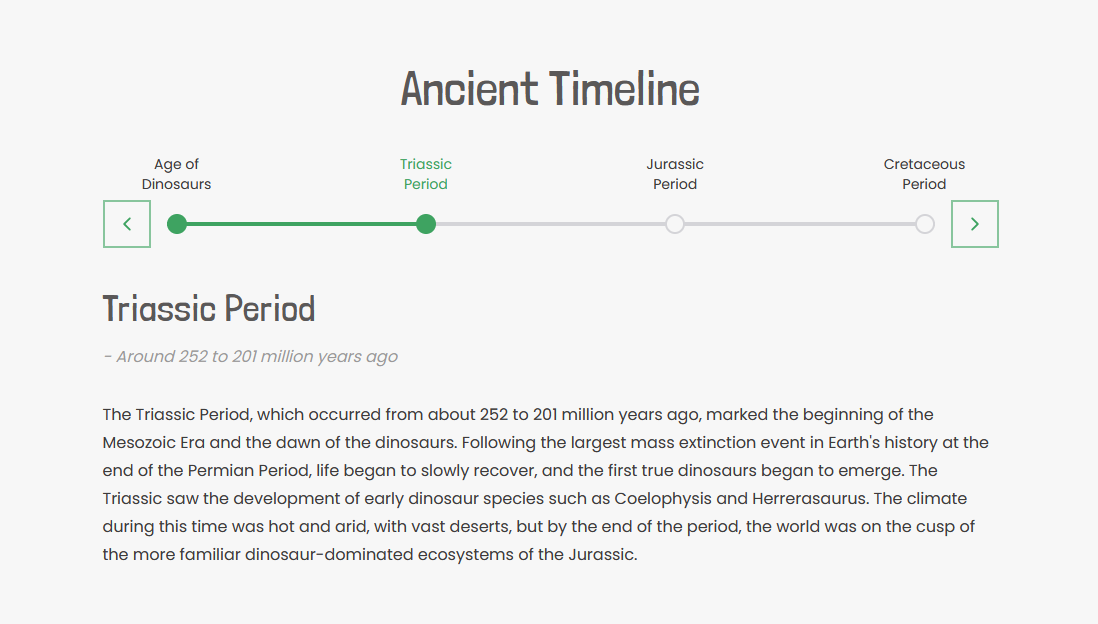 Ancient Timeline
Age of
Dinosaurs
Triassic
Period
Jurassic
Period
Cretaceous
Period
Triassic Period
- Around 252 to 201 million years ago
The Triassic Period, which occurred from about 252 to 201 million years ago, marked the beginning of the
Mesozoic Era and the dawn of the dinosaurs. Following the largest mass extinction event in Earth's history at the
end of the Permian Period, life began to slowly recover, and the first true dinosaurs began to emerge. The
Triassic saw the development of early dinosaur species such as Coelophysis and Herrerasaurus. The climate
during this time was hot and arid, with vast deserts, but by the end of the period, the world was on the cusp of
the more familiar dinosaur-dominated ecosystems of the Jurassic.